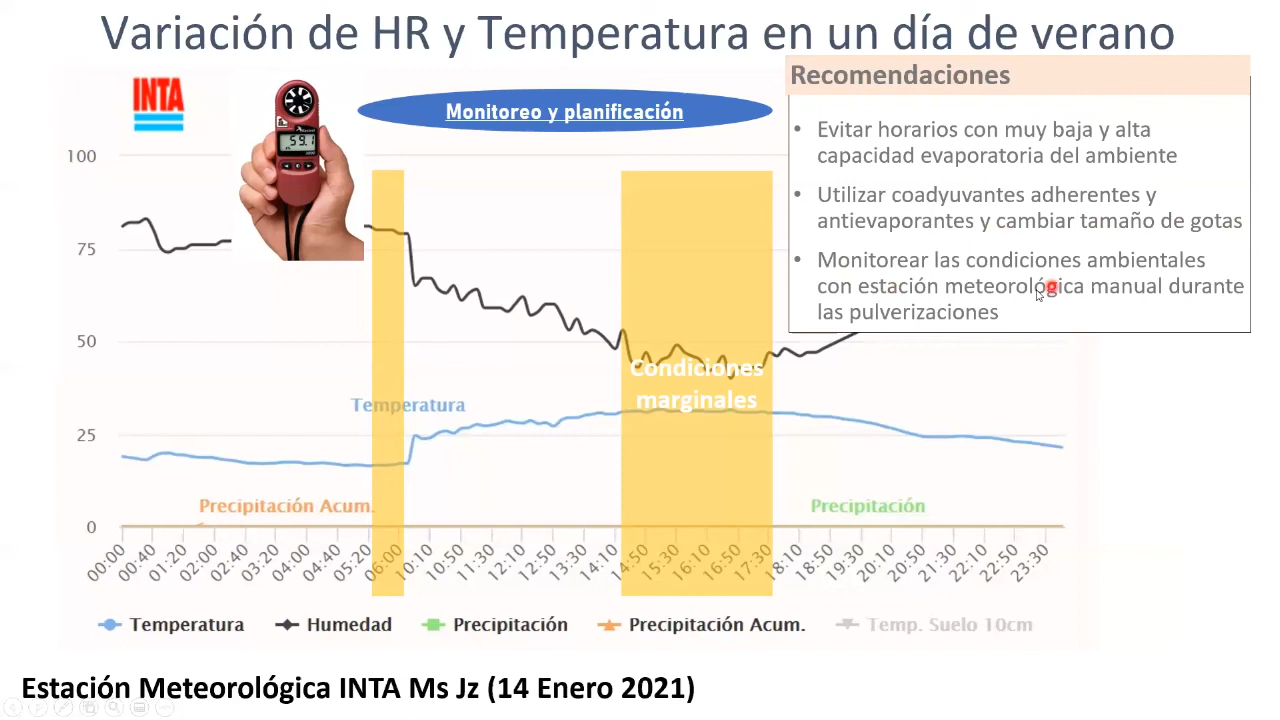 Variación de HR y Temperatura en un día de verano
INTA
59.1
Monitoreo y planificación
Recomendaciones
• Evitar horarios con muy baja y alta
capacidad evaporatoria del ambiente
• Utilizar coadyuvantes adherentes y
antievaporantes y cambiar tamaño de gotas
• Monitorear las condiciones ambientales
con estación meteorológica manual durante
las pulverizaciones
100
75
50
25
0
Condiciones
marginales
Temperatura
Precipitación Acum.
Precipitación
00:00 00:40 01:20 02:00 02:40 03:20 04:00 04:40 05:20 06:00 10:10 10:50 11:30 12:10 12:50 13:30 14:10 14:50 15:30 16:10 16:50 17:30 18:10 18:50 19:30 20:10 20:50 21:30 22:10 22:50 23:30
Temperatura Humedad Precipitación Precipitación Acum. Temp. Suelo 10cm
Estación Meteorológica INTA Ms Jz (14 Enero 2021)